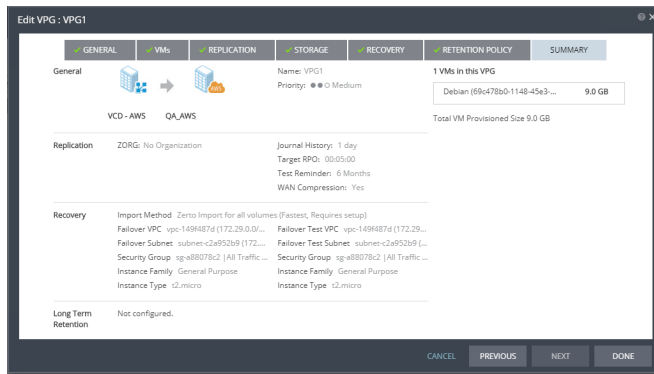 Edit VPG : VPG1
GENERAL VMs REPLICATION STORAGE RECOVERY RETENTION POLICY SUMMARY
General
AWS
VCD - AWS QA_AWS
Name: VPG1
Priority: Medium
1 VMs in this VPG
Debian (69c478b0-1148-45e3-... 9.0 GB
Total VM Provisioned Size 9.0 GB
Replication
ZORG: No Organization
Journal History: 1 day
Target RPO: 00:05:00
Test Reminder: 6 Months
WAN Compression: Yes
Recovery
Import Method Zerto Import for all volumes (Fastest, Requires setup)
Failover VPC vpc-149f487d (172.29.0.0/... Failover Test VPC vpc-149f487d (172.29...
Failover Subnet subnet-c2a952b9 (172.... Failover Test Subnet subnet-c2a952b9 (...
Security Group sg-a88078c2 |All Traffic ... Security Group sg-a88078c2 |All Traffic ...
Instance Family General Purpose Instance Family General Purpose
Instance Type t2.micro Instance Type t2.micro
Long Term
Retention
Not configured.
CANCEL PREVIOUS NEXT DONE